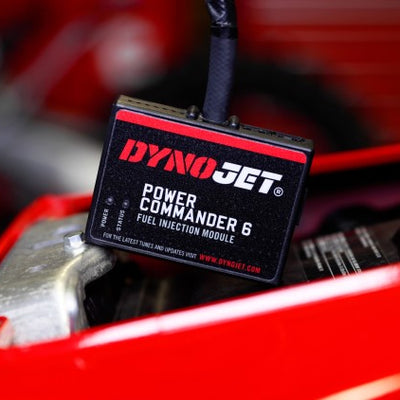 DYNOJET®
POWER
COMMANDER 6
FUEL INJECTION MODULE
POWER
STATUS
FOR THE LATEST TUNES AND UPDATES VISIT WWW.DYNOJET.COM